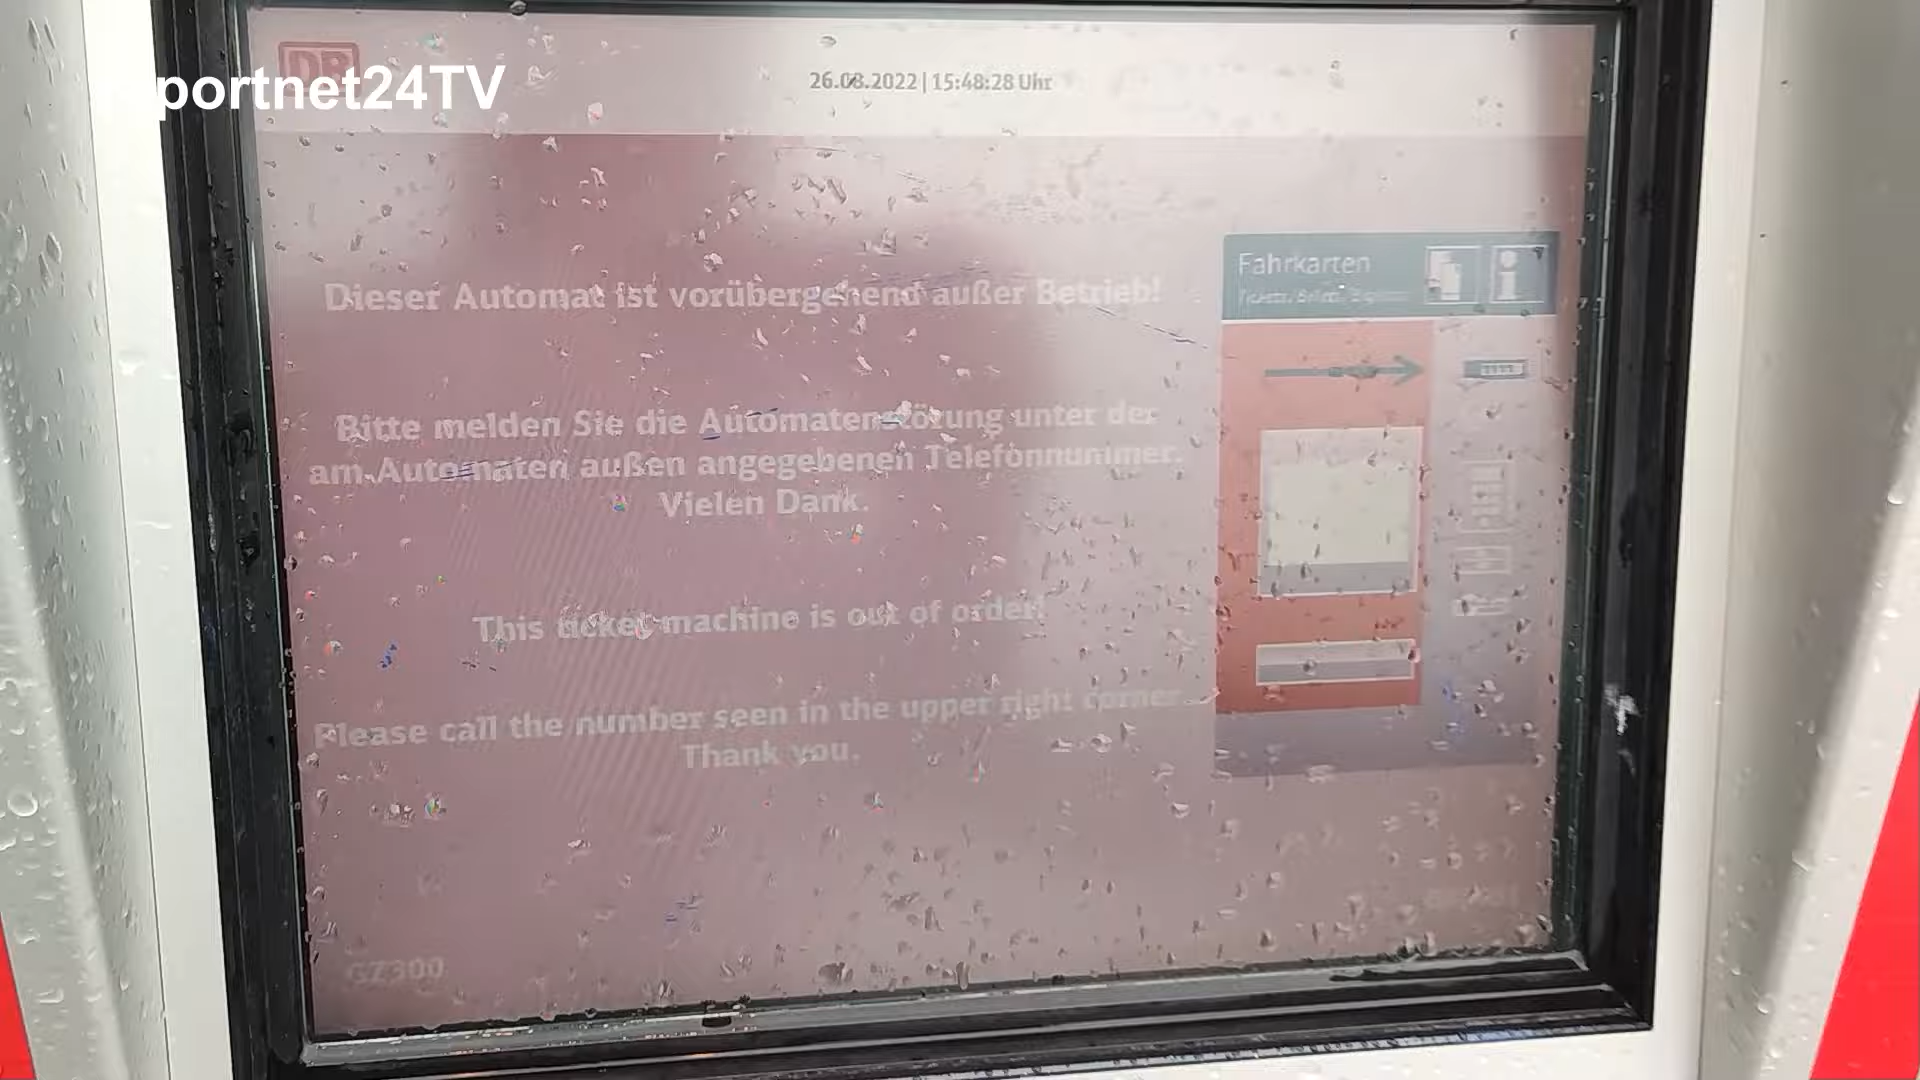 DB
portnet24TV
26.08.2022 | 15:48:28 Uhr
Dieser Automat ist vorübergehend außer Betrieb!
Fahrkarten
Bitte melden Sie die Automatenstörung unter der
am Automaten außen angegebenen Telefonnummer.
Vielen Dank.
This ticket machine is out of order!
Please call the number seen in the upper right corner.
Thank you.
GZ300